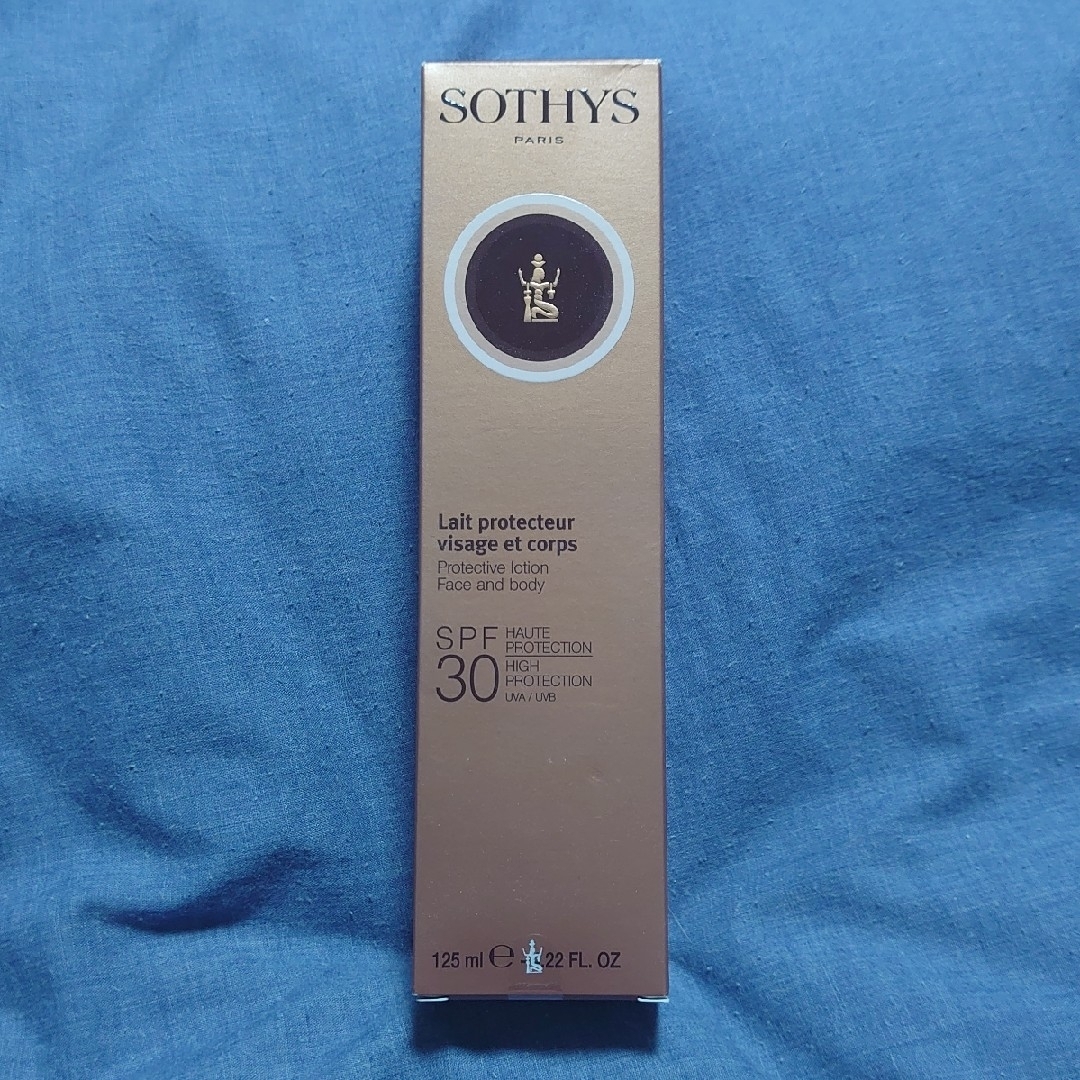 SOTHYS
PARIS
Lait protecteur
visage et corps
Protective lotion
Face and body
SPF
30
HAUTE
PROTECTION
HIGH
PROTECTION
UVA / UVB
125 ml ℮ 22 FL. OZ